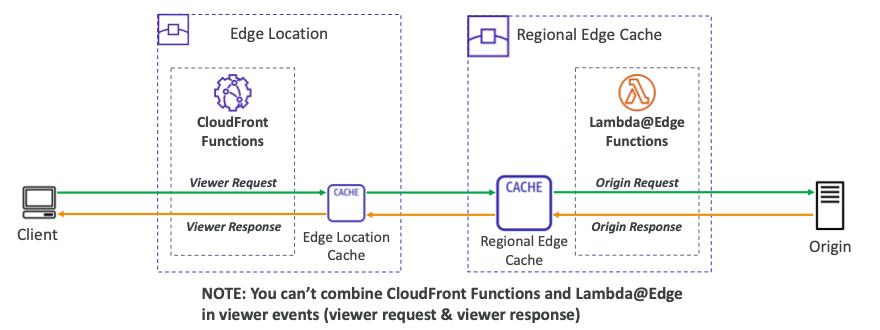 Edge Location
Regional Edge Cache
CloudFront
Functions
Lambda@Edge
Functions
Viewer Request
CACHE
CACHE
Origin Request
Viewer Response
Origin Response
Client
Edge Location
Cache
Regional Edge
Cache
Origin
NOTE: You can’t combine CloudFront Functions and Lambda@Edge
in viewer events (viewer request & viewer response)